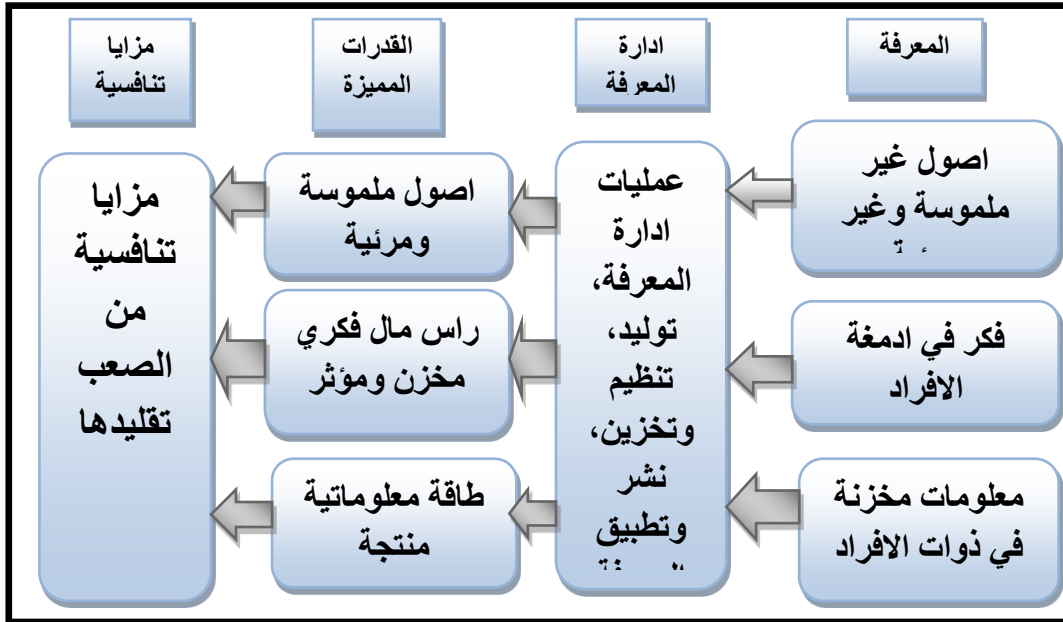 المعرفة
ادارة
المعرفة
القدرات
المميزة
مزايا
تنافسية
اصول غير
ملموسة وغير
فكر في ادمغة
الافراد
معلومات مخزنة
في ذوات الافراد
عمليات
ادارة
المعرفة،
توليد،
تنظيم
وتخزين،
نشر
وتطبيق
اصول ملموسة
ومرئية
راس مال فكري
مخزن ومؤثر
طاقة معلوماتية
منتجة
مزايا
تنافسية
من
الصعب
تقليدها